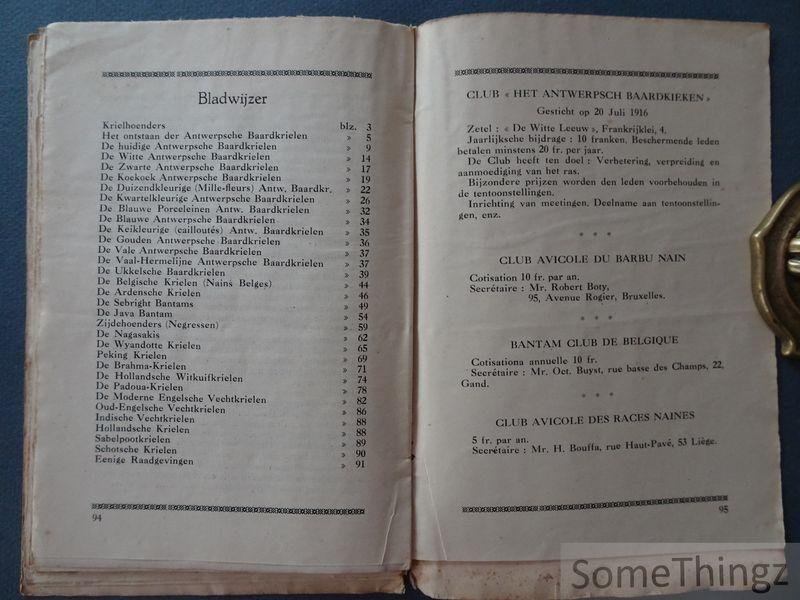 Bladwijzer
Krielhoenders blz. 3
Het ontstaan der Antwerpsche Baardkrielen » 5
De huidige Antwerpsche Baardkrielen » 9
De Witte Antwerpsche Baardkrielen » 14
De Zwarte Antwerpsche Baardkrielen » 17
De Koekoek Antwerpsche Baardkrielen » 19
De Duizendkleurige (Mille-fleurs) Antw, Baardkr, » 22
De Kwartelkleurige Antwerpsche Baardkrielen » 26
De Blauwe Porceleinen Antw. Baardkrielen » 32
De Blauwe Antwerpsche Baardkrielen » 34
De Keikleurige (cailloutés) Antw. Baardkrielen » 35
De Gouden Antwerpsche Baardkrielen » 36
De Vale Antwerpsche Baardkrielen » 37
De Vaal-Hermelijne Antwerpsche Baardkrielen » 37
De Ukkelsche Baardkrielen » 39
De Belgische Krielen (Nains Belges) » 44
De Ardensche Krielen » 46
De Sebright Bantams » 49
De Java Bantam » 54
Zijdehoenders (Negressen) » 59
De Nagasakis » 62
De Wyandotte Krielen » 65
Peking Krielen » 69
De Brahma-Krielen » 71
De Hollandsche Witkuifkrielen » 74
De Padoua-Krielen » 78
De Moderne Engelsche Vechtkrielen » 82
Oud-Engelsche Vechtkrielen » 86
Indische Vechtkrielen » 88
Hollandsche Krielen » 88
Sabelpootkrielen » 89
Schotsche Krielen » 90
Eenige Raadgevingen » 91
94
CLUB « HET ANTWERPSCH BAARDKIEKEN »
Gesticht op 20 Juli 1916
Zetel : « De Witte Leeuw », Frankrijklei, 4.
Jaarlijksche bijdrage : 10 franken. Beschermende leden
betalen minstens 20 fr. per jaar.
De Club heeft ten doel : Verbetering, verpreiding en
aanmoediging van het ras.
Bijzondere prijzen worden den leden voorbehouden in
de tentoonstellingen.
Inrichting van meetingen. Deelname aan tentoonstellin-
gen, enz.
* * *
CLUB AVICOLE DU BARBU NAIN
Cotisation 10 fr. par an.
Secrétaire : Mr. Robert Boty,
95, Avenue Rogier, Bruxelles.
* * *
BANTAM CLUB DE BELGIQUE
Cotisationa annuelle 10 fr.
Secrétaire : Mr. Oct. Buyst, rue basse des Champs, 22,
Gand.
* * *
CLUB AVICOLE DES RACES NAINES
5 fr. par an.
Secrétaire : Mr. H. Bouffa, rue Haut-Pavé, 53 Liège.
95
SomeThingz